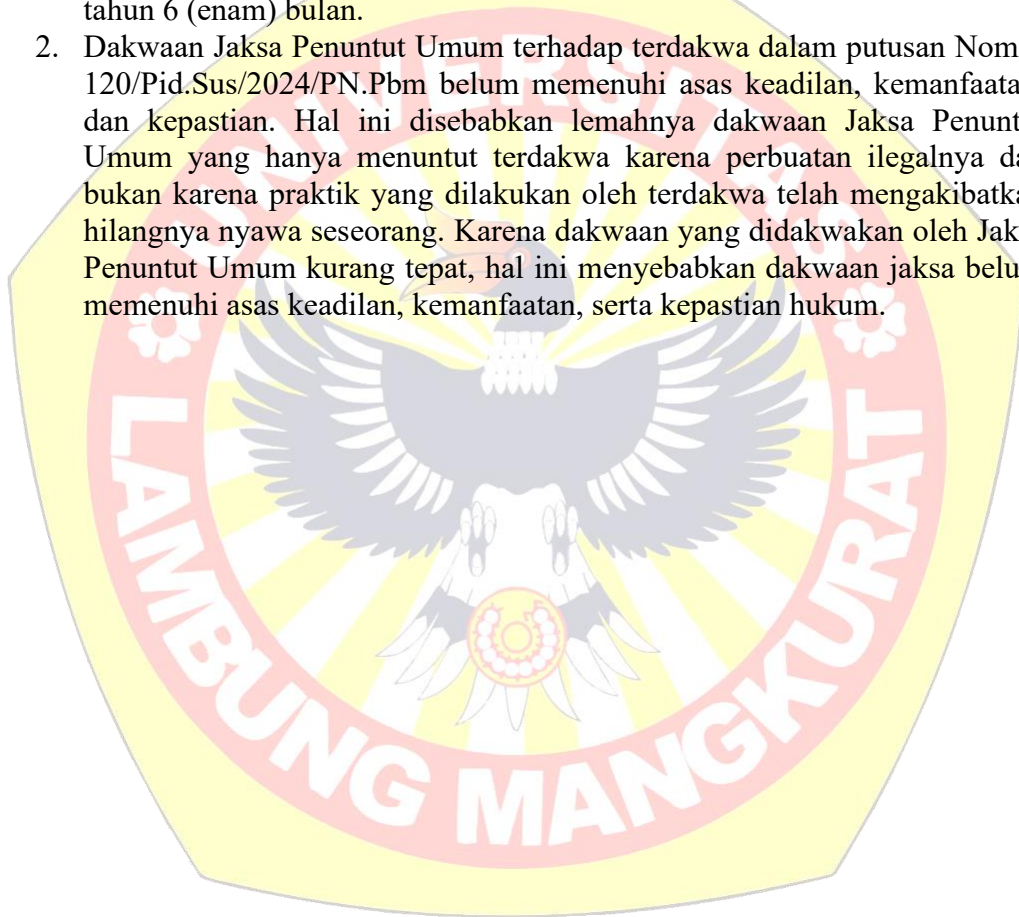 tahun 6 (enam) bulan.
2. Dakwaan Jaksa Penuntut Umum terhadap terdakwa dalam putusan Nom
120/Pid.Sus/2024/PN.Pbm belum memenuhi asas keadilan, kemanfaata
dan kepastian. Hal ini disebabkan lemahnya dakwaan Jaksa Penunt
Umum yang hanya menuntut terdakwa karena perbuatan ilegalnya da
bukan karena praktik yang dilakukan oleh terdakwa telah mengakibatka
hilangnya nyawa seseorang. Karena dakwaan yang didakwakan oleh Jak
Penuntut Umum kurang tepat, hal ini menyebabkan dakwaan jaksa belu
memenuhi asas keadilan, kemanfaatan, serta kepastian hukum.
UNIVERSITAS
LAMBUNG MANGKURAT